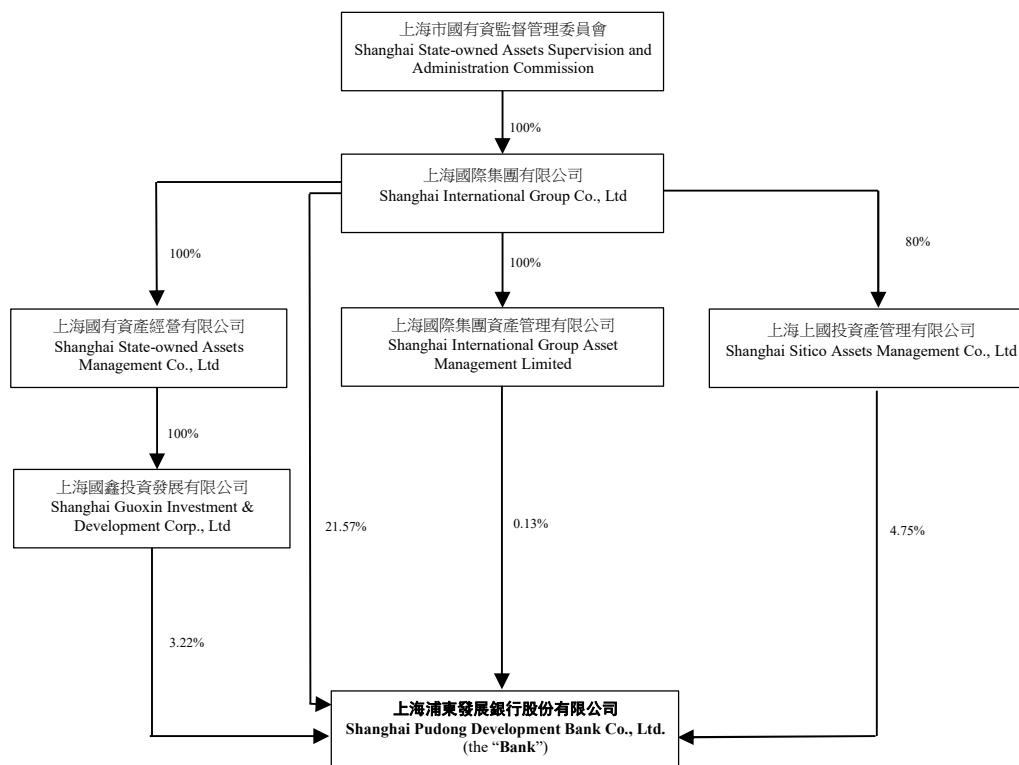 上海市國有資監督管理委員會
Shanghai State-owned Assets Supervision and
Administration Commission
100%
上海國際集團有限公司
Shanghai International Group Co., Ltd
100%
100%
80%
上海國有資產經營有限公司
Shanghai State-owned Assets
Management Co., Ltd
上海國際集團資產管理有限公司
Shanghai International Group Asset
Management Limited
上海上國投資產管理有限公司
Shanghai Sitico Assets Management Co., Ltd
100%
上海國鑫投資發展有限公司
Shanghai Guoxin Investment &
Development Corp., Ltd
21.57%
0.13%
4.75%
3.22%
上海浦東發展銀行股份有限公司
Shanghai Pudong Development Bank Co., Ltd.
(the “Bank”)